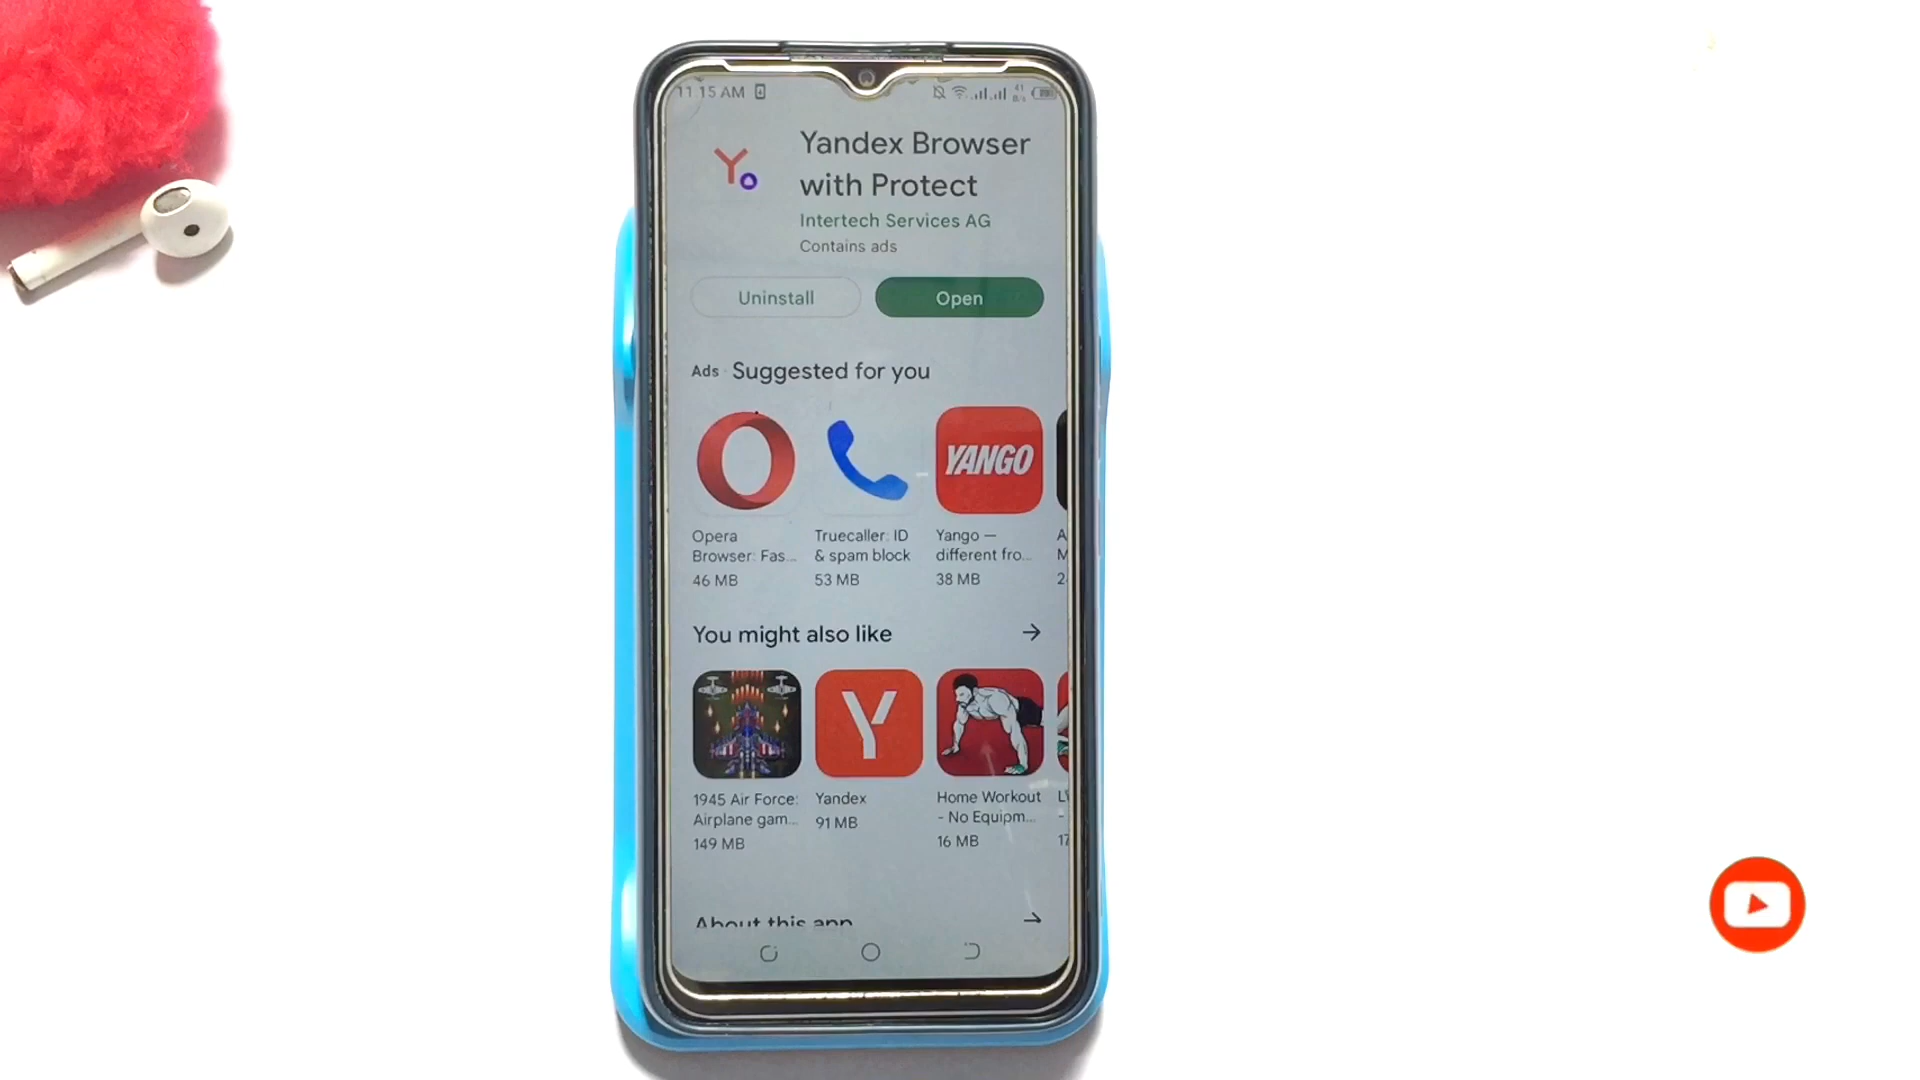 11:15 AM
Yandex Browser
with Protect
Intertech Services AG
Contains ads
Uninstall
Open
Ads · Suggested for you
YANGO
Opera
Browser: Fas...
46 MB
Truecaller: ID
& spam block
53 MB
Yango —
different fro...
38 MB
You might also like
1945 Air Force:
Airplane gam...
149 MB
Yandex
91 MB
Home Workout
- No Equipm...
16 MB
About this app